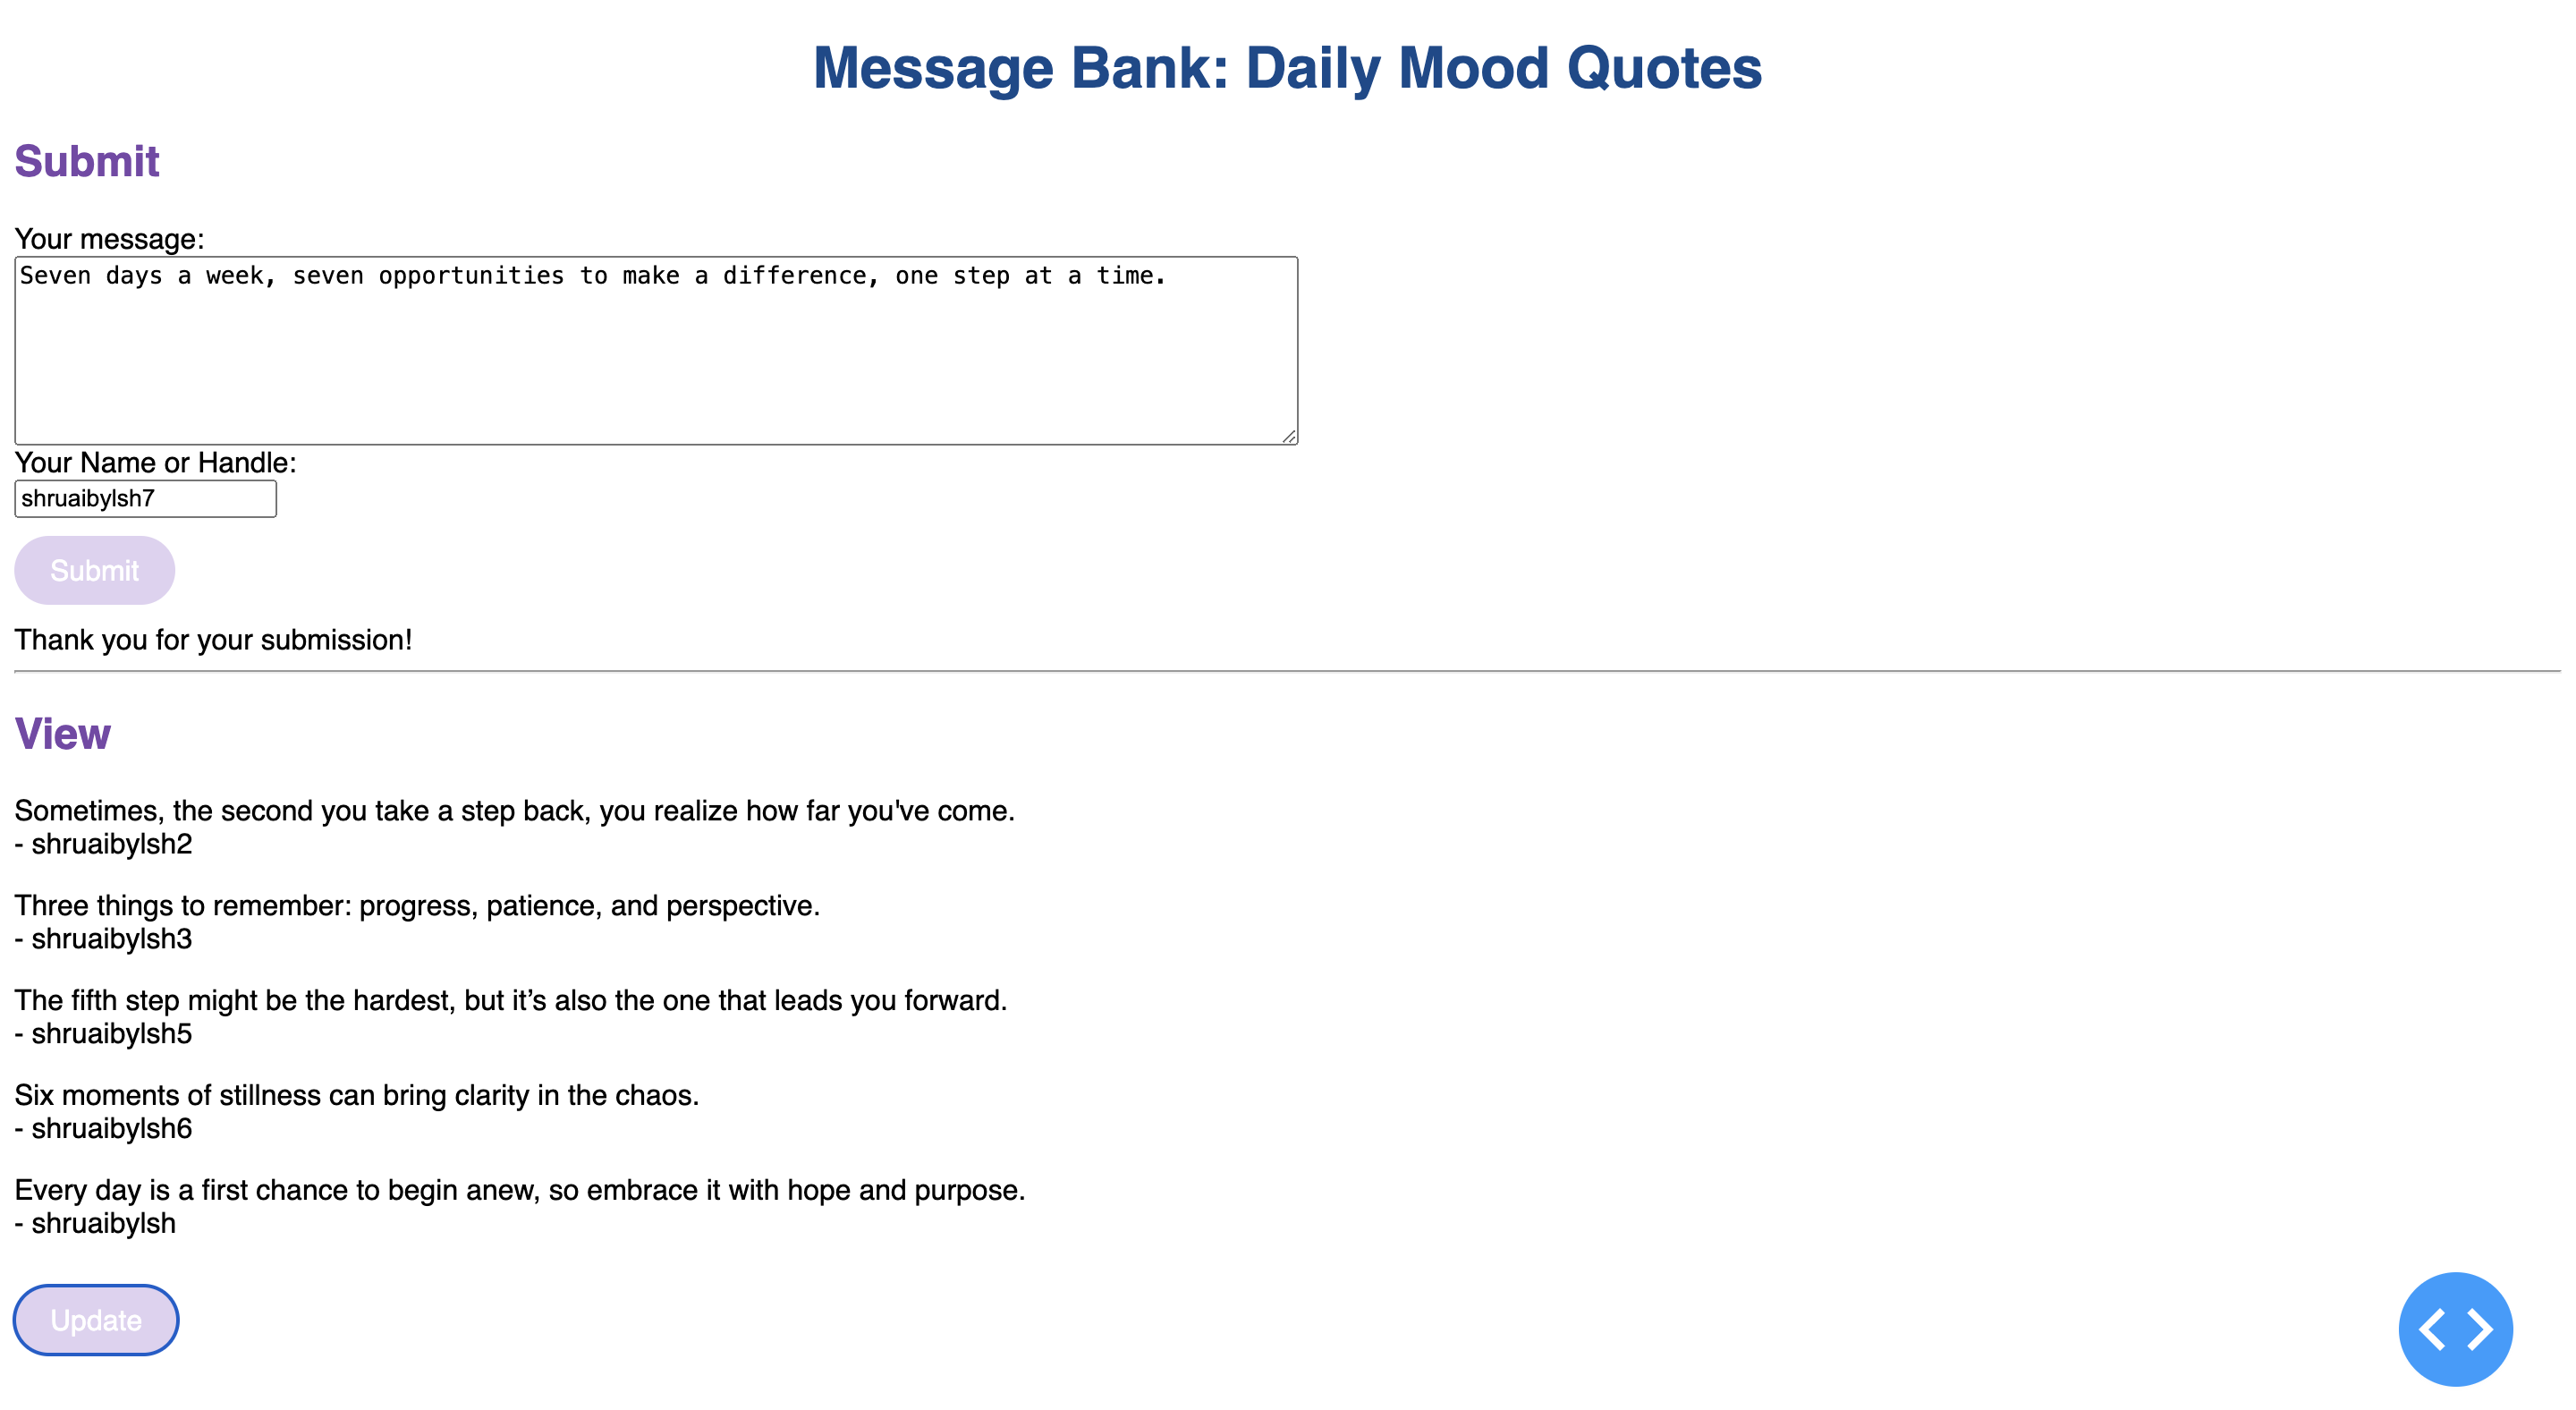 Message Bank: Daily Mood Quotes
Submit
Your message:
Seven days a week, seven opportunities to make a difference, one step at a time.
Your Name or Handle:
shruaibylsh7
Submit
Thank you for your submission!
View
Sometimes, the second you take a step back, you realize how far you've come.
- shruaibylsh2
Three things to remember: progress, patience, and perspective.
- shruaibylsh3
The fifth step might be the hardest, but it’s also the one that leads you forward.
- shruaibylsh5
Six moments of stillness can bring clarity in the chaos.
- shruaibylsh6
Every day is a first chance to begin anew, so embrace it with hope and purpose.
- shruaibylsh
Update